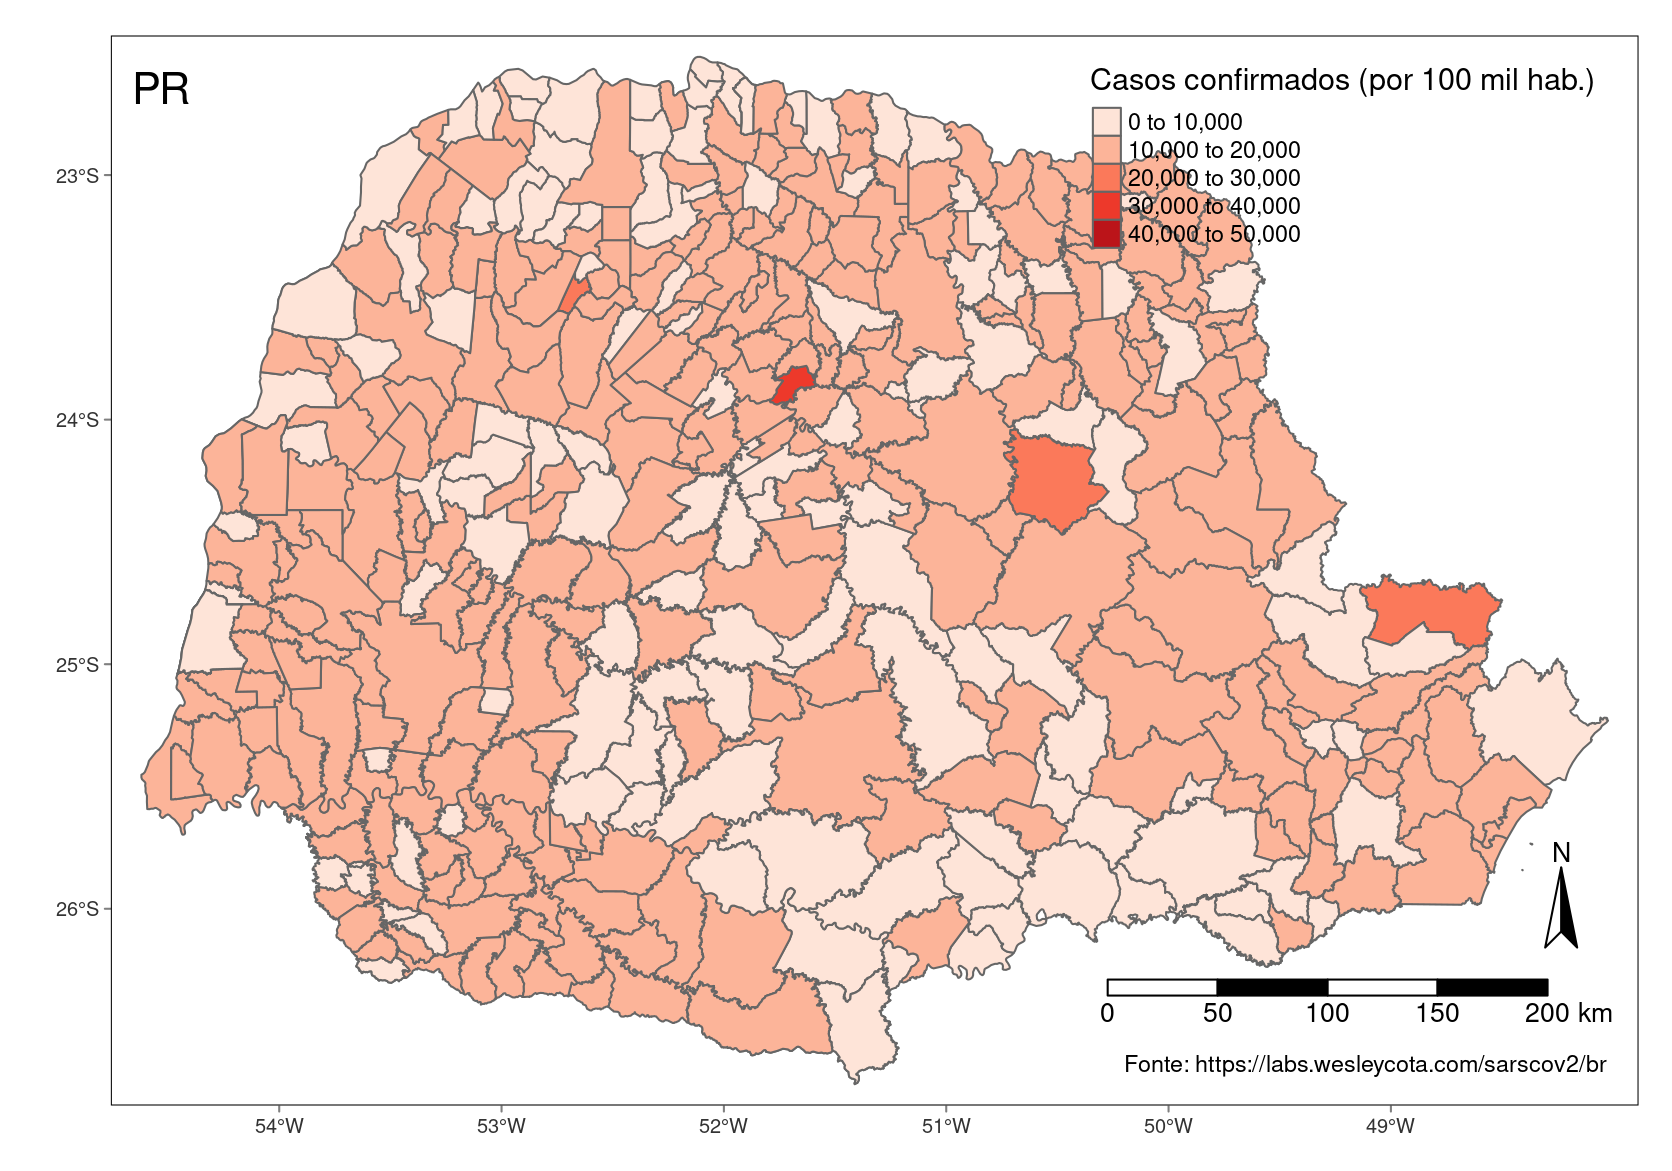 PR
Casos confirmados (por 100 mil hab.)
0 to 10,000
10,000 to 20,000
20,000 to 30,000
30,000 to 40,000
40,000 to 50,000
23°S
24°S
25°S
26°S
N
0 50 100 150 200 km
Fonte: https://labs.wesleycota.com/sarscov2/br
54°W 53°W 52°W 51°W 50°W 49°W